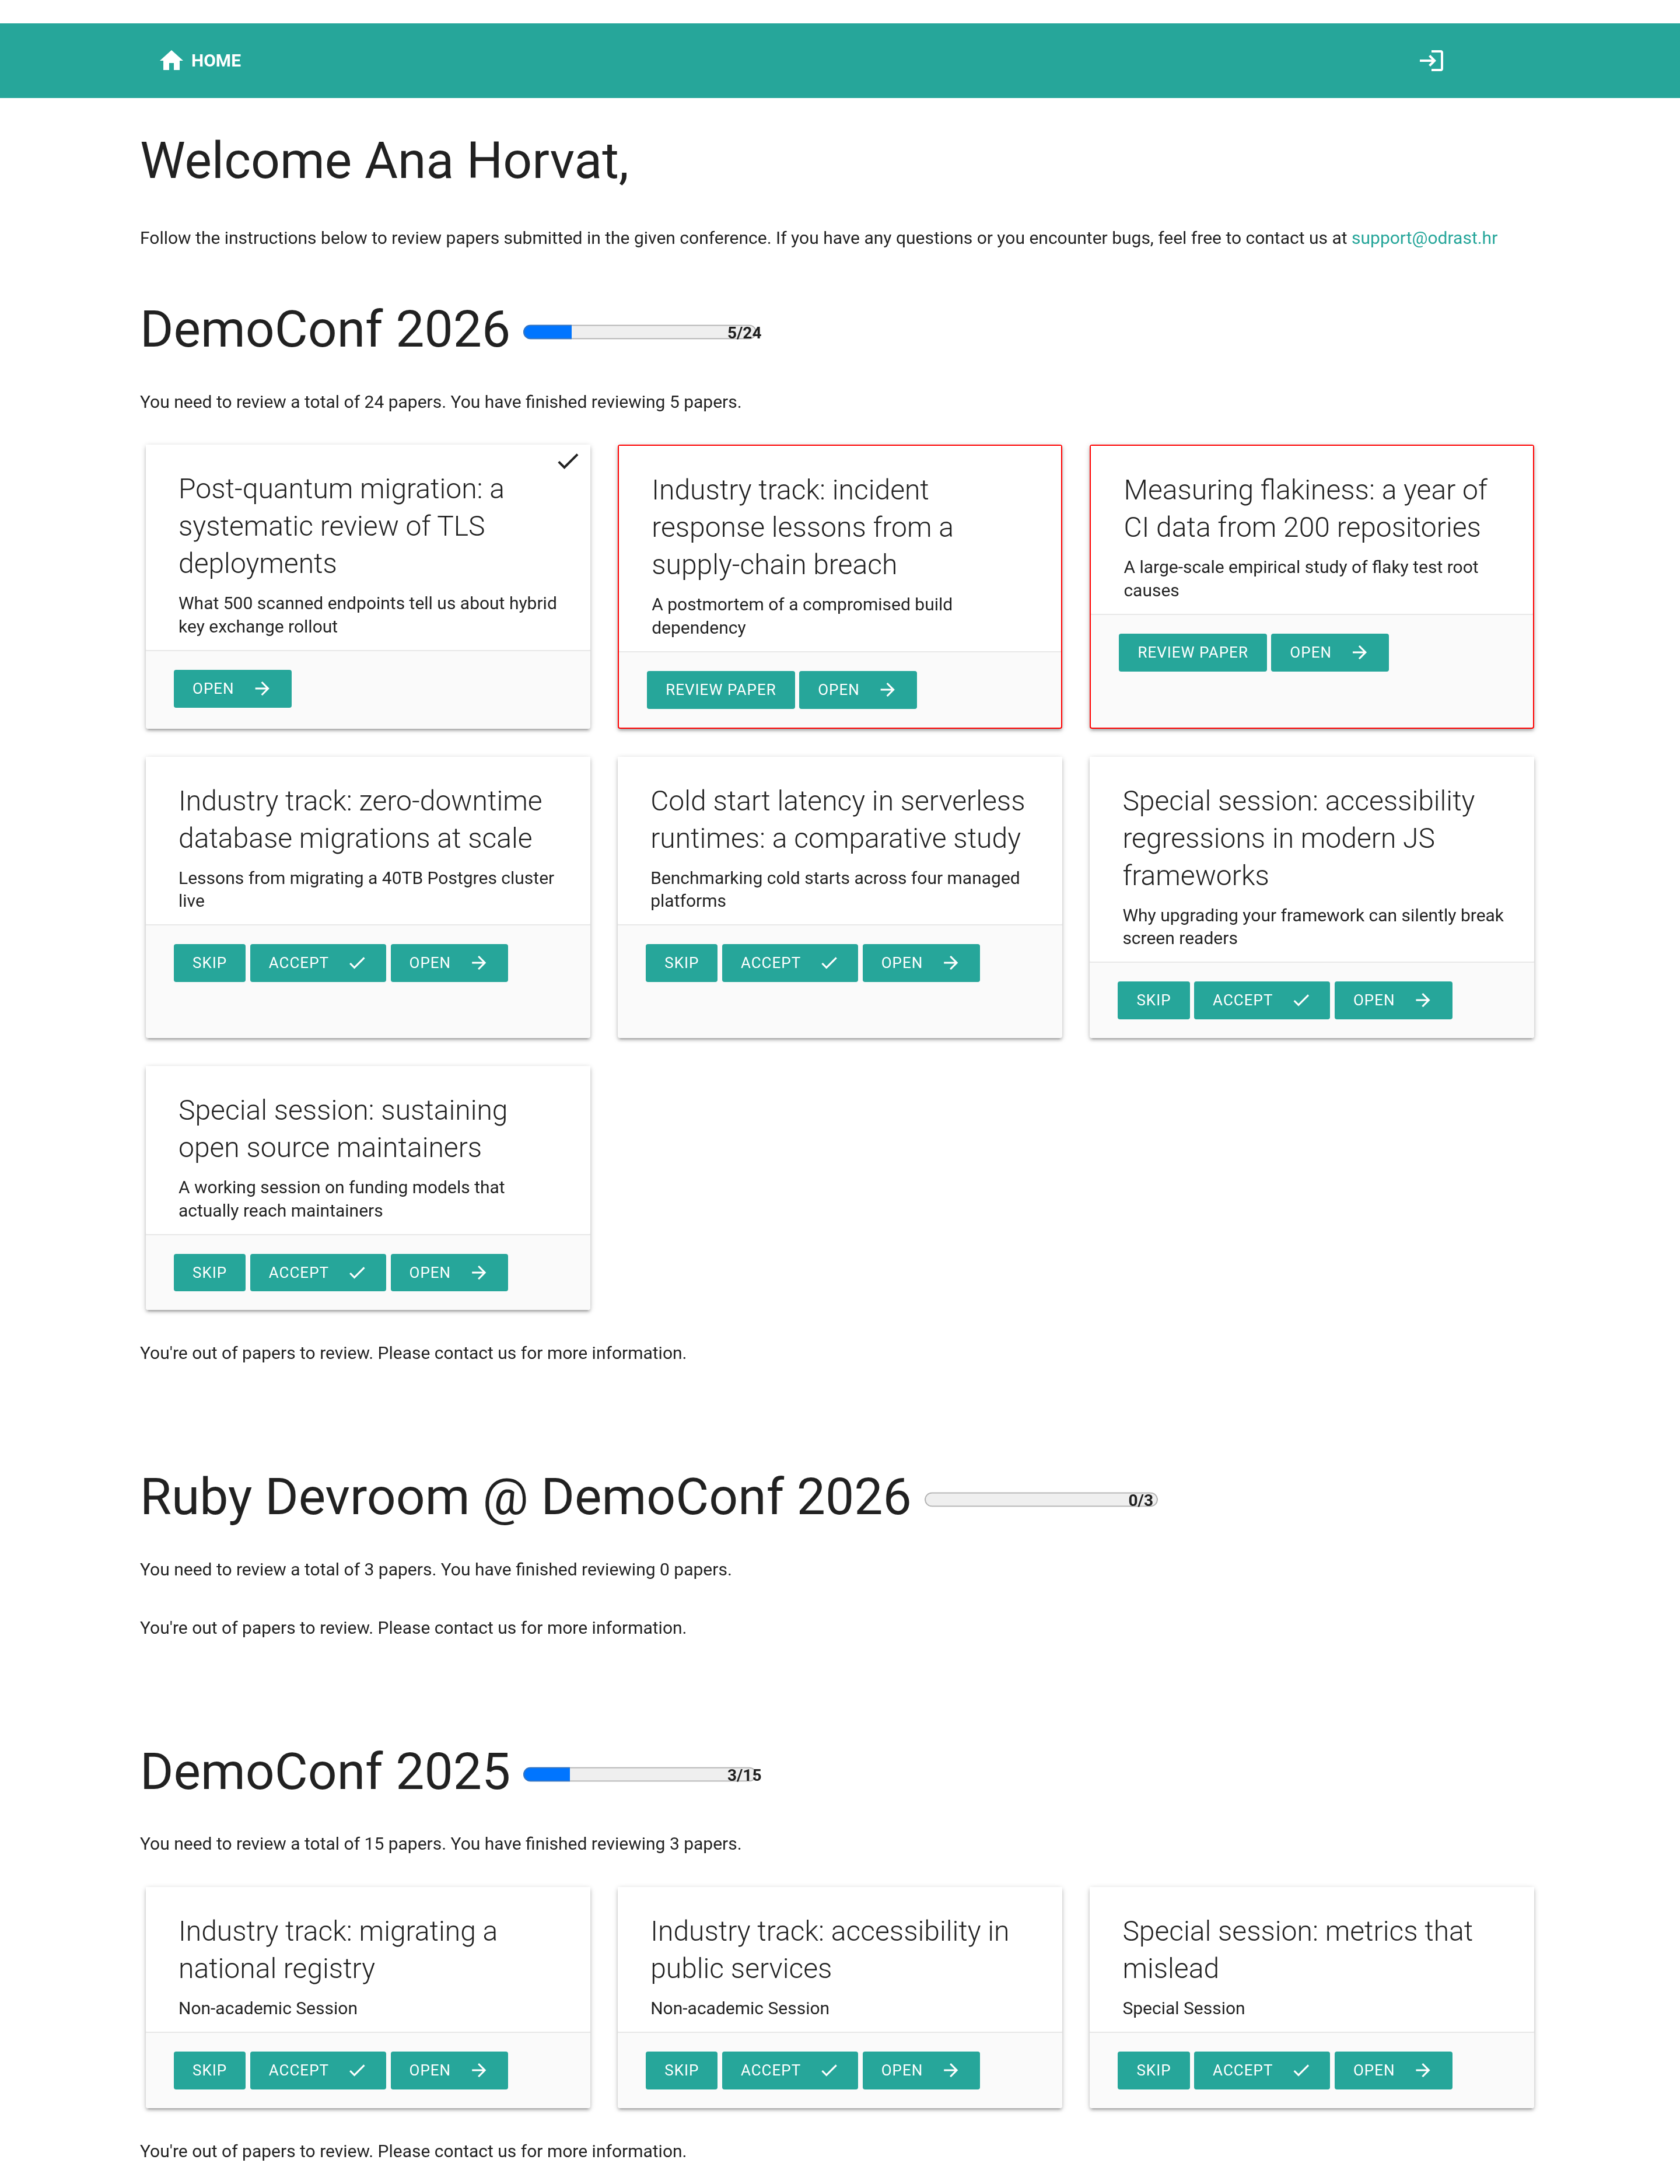 HOME
Welcome Ana Horvat,
Follow the instructions below to review papers submitted in the given conference. If you have any questions or you encounter bugs, feel free to contact us at support@odrast.hr
DemoConf 2026 5/24
You need to review a total of 24 papers. You have finished reviewing 5 papers.
Post-quantum migration: a
systematic review of TLS
deployments
What 500 scanned endpoints tell us about hybrid
key exchange rollout
OPEN
Industry track: incident
response lessons from a
supply-chain breach
A postmortem of a compromised build
dependency
REVIEW PAPER OPEN
Measuring flakiness: a year of
CI data from 200 repositories
A large-scale empirical study of flaky test root
causes
REVIEW PAPER OPEN
Industry track: zero-downtime
database migrations at scale
Lessons from migrating a 40TB Postgres cluster
live
SKIP ACCEPT OPEN
Cold start latency in serverless
runtimes: a comparative study
Benchmarking cold starts across four managed
platforms
SKIP ACCEPT OPEN
Special session: accessibility
regressions in modern JS
frameworks
Why upgrading your framework can silently break
screen readers
SKIP ACCEPT OPEN
Special session: sustaining
open source maintainers
A working session on funding models that
actually reach maintainers
SKIP ACCEPT OPEN
You're out of papers to review. Please contact us for more information.
Ruby Devroom @ DemoConf 2026 0/3
You need to review a total of 3 papers. You have finished reviewing 0 papers.
You're out of papers to review. Please contact us for more information.
DemoConf 2025 3/15
You need to review a total of 15 papers. You have finished reviewing 3 papers.
Industry track: migrating a
national registry
Non-academic Session
SKIP ACCEPT OPEN
Industry track: accessibility in
public services
Non-academic Session
SKIP ACCEPT OPEN
Special session: metrics that
mislead
Special Session
SKIP ACCEPT OPEN
You're out of papers to review. Please contact us for more information.